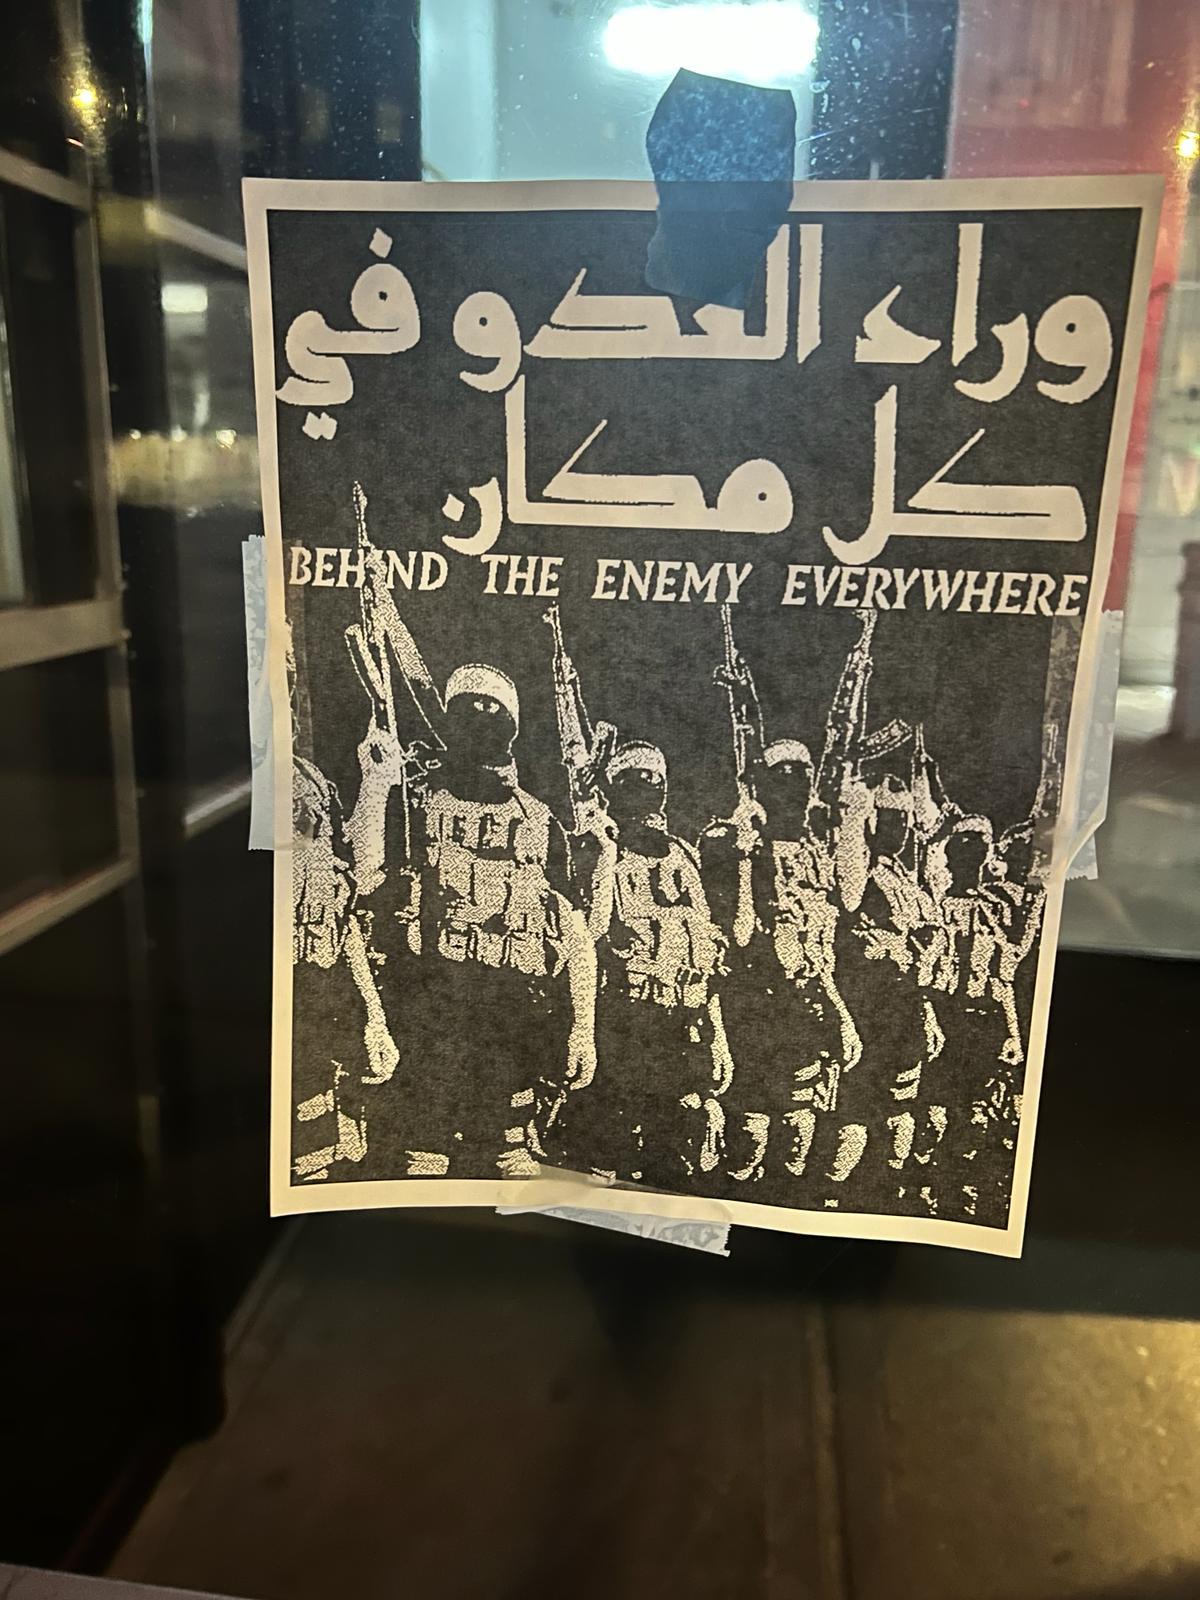 وراء العدو في
كل مكان
BEHIND THE ENEMY EVERYWHERE